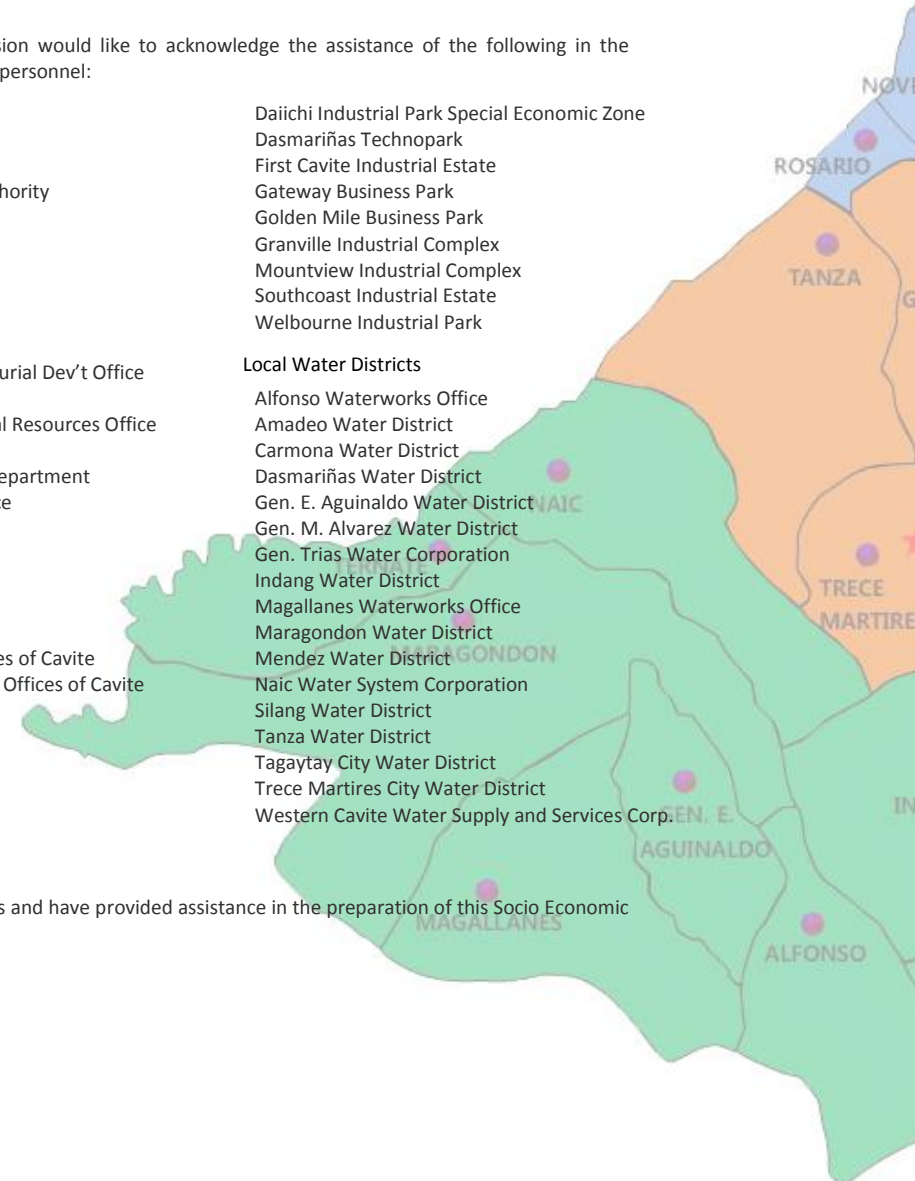 sion would like to acknowledge the assistance of the following in the
personnel:
hority
urial Dev't Office
al Resources Office
epartment
ce
es of Cavite
Offices of Cavite
Daiichi Industrial Park Special Economic Zone
Dasmariñas Technopark
First Cavite Industrial Estate
Gateway Business Park
Golden Mile Business Park
Granville Industrial Complex
Mountview Industrial Complex
Southcoast Industrial Estate
Welbourne Industrial Park
Local Water Districts
Alfonso Waterworks Office
Amadeo Water District
Carmona Water District
Dasmariñas Water District
Gen. E. Aguinaldo Water District
Gen. M. Alvarez Water District
Gen. Trias Water Corporation
Indang Water District
Magallanes Waterworks Office
Maragondon Water District
Mendez Water District
Naic Water System Corporation
Silang Water District
Tanza Water District
Tagaytay City Water District
Trece Martires City Water District
Western Cavite Water Supply and Services Corp.
s and have provided assistance in the preparation of this Socio Economic
NOVE
ROSARIO
TANZA
G
NAIC
TERNATE
TRECE
MARTIRE
MARAGONDON
IN
GEN. E.
AGUINALDO
MAGALLANES
ALFONSO